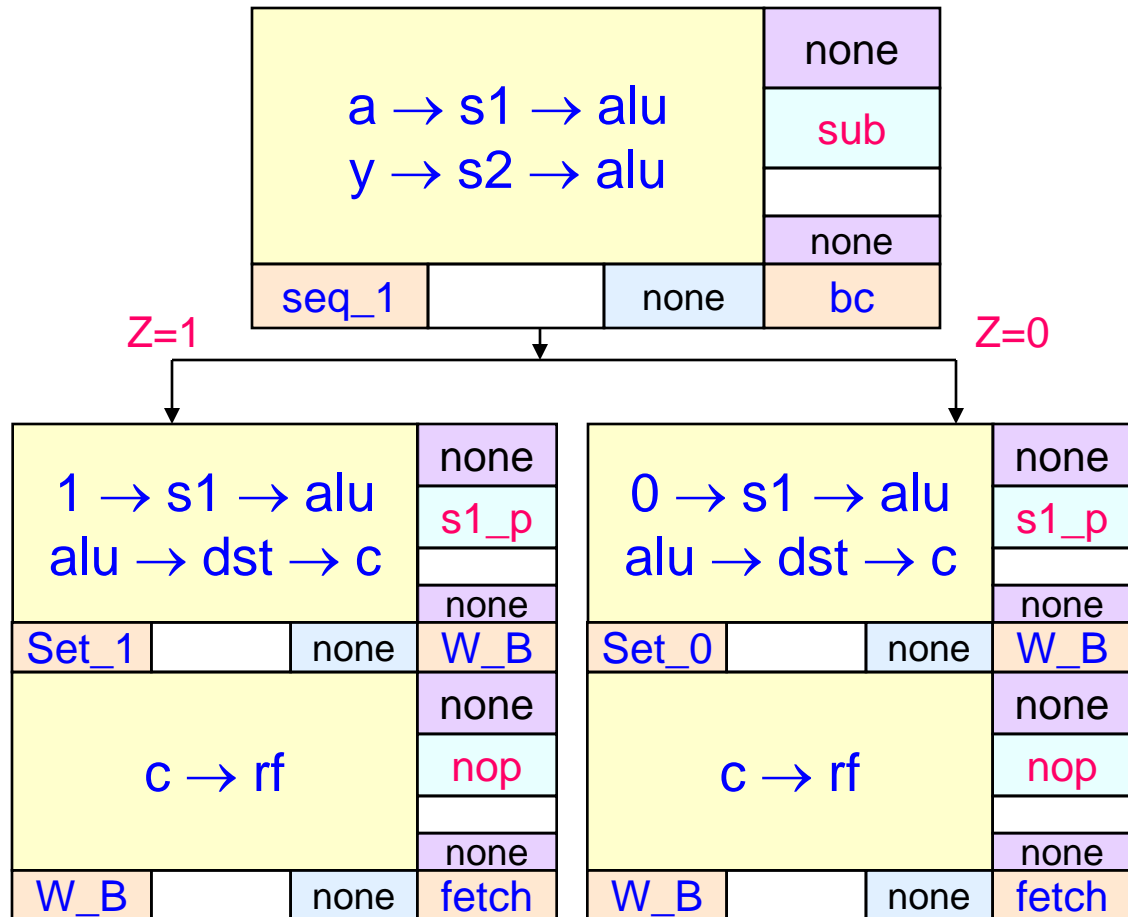 none
a → s1 → alu
sub
y → s2 → alu
none
seq_1 none bc
Z=1 Z=0
none
1 → s1 → alu
s1_p
alu → dst → c
none
Set_1 none W_B
none
c → rf
nop
none
W_B none fetch
none
0 → s1 → alu
s1_p
alu → dst → c
none
Set_0 none W_B
none
c → rf
nop
none
W_B none fetch